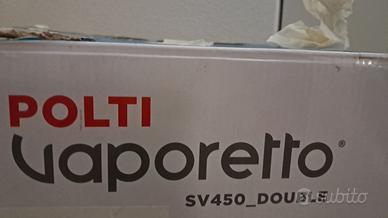 POLTI
Vaporetto®
SV450_DOUBLE
subito